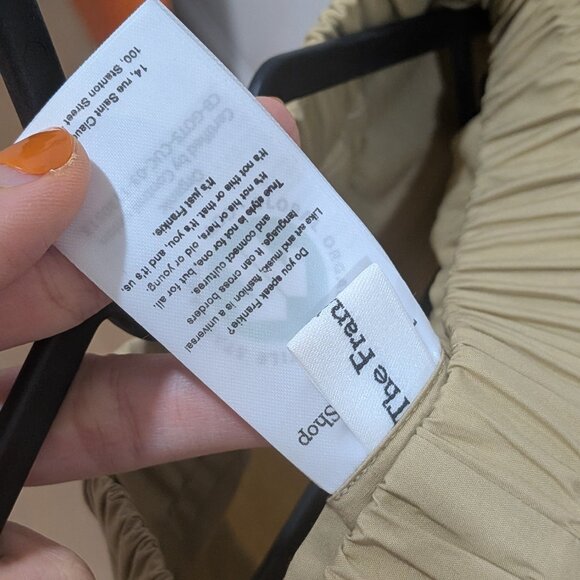 The Fran
Shop
Do you speak Frankie?
Like art and music, fashion is a universal
language. It can cross borders
and connect cultures.
True style is not for one, but for all.
It's not his or hers, old or young.
It's not this or that. It's you, and it's us.
It's just Frankie.
14, rue Saint Clau
100, Stanton Street